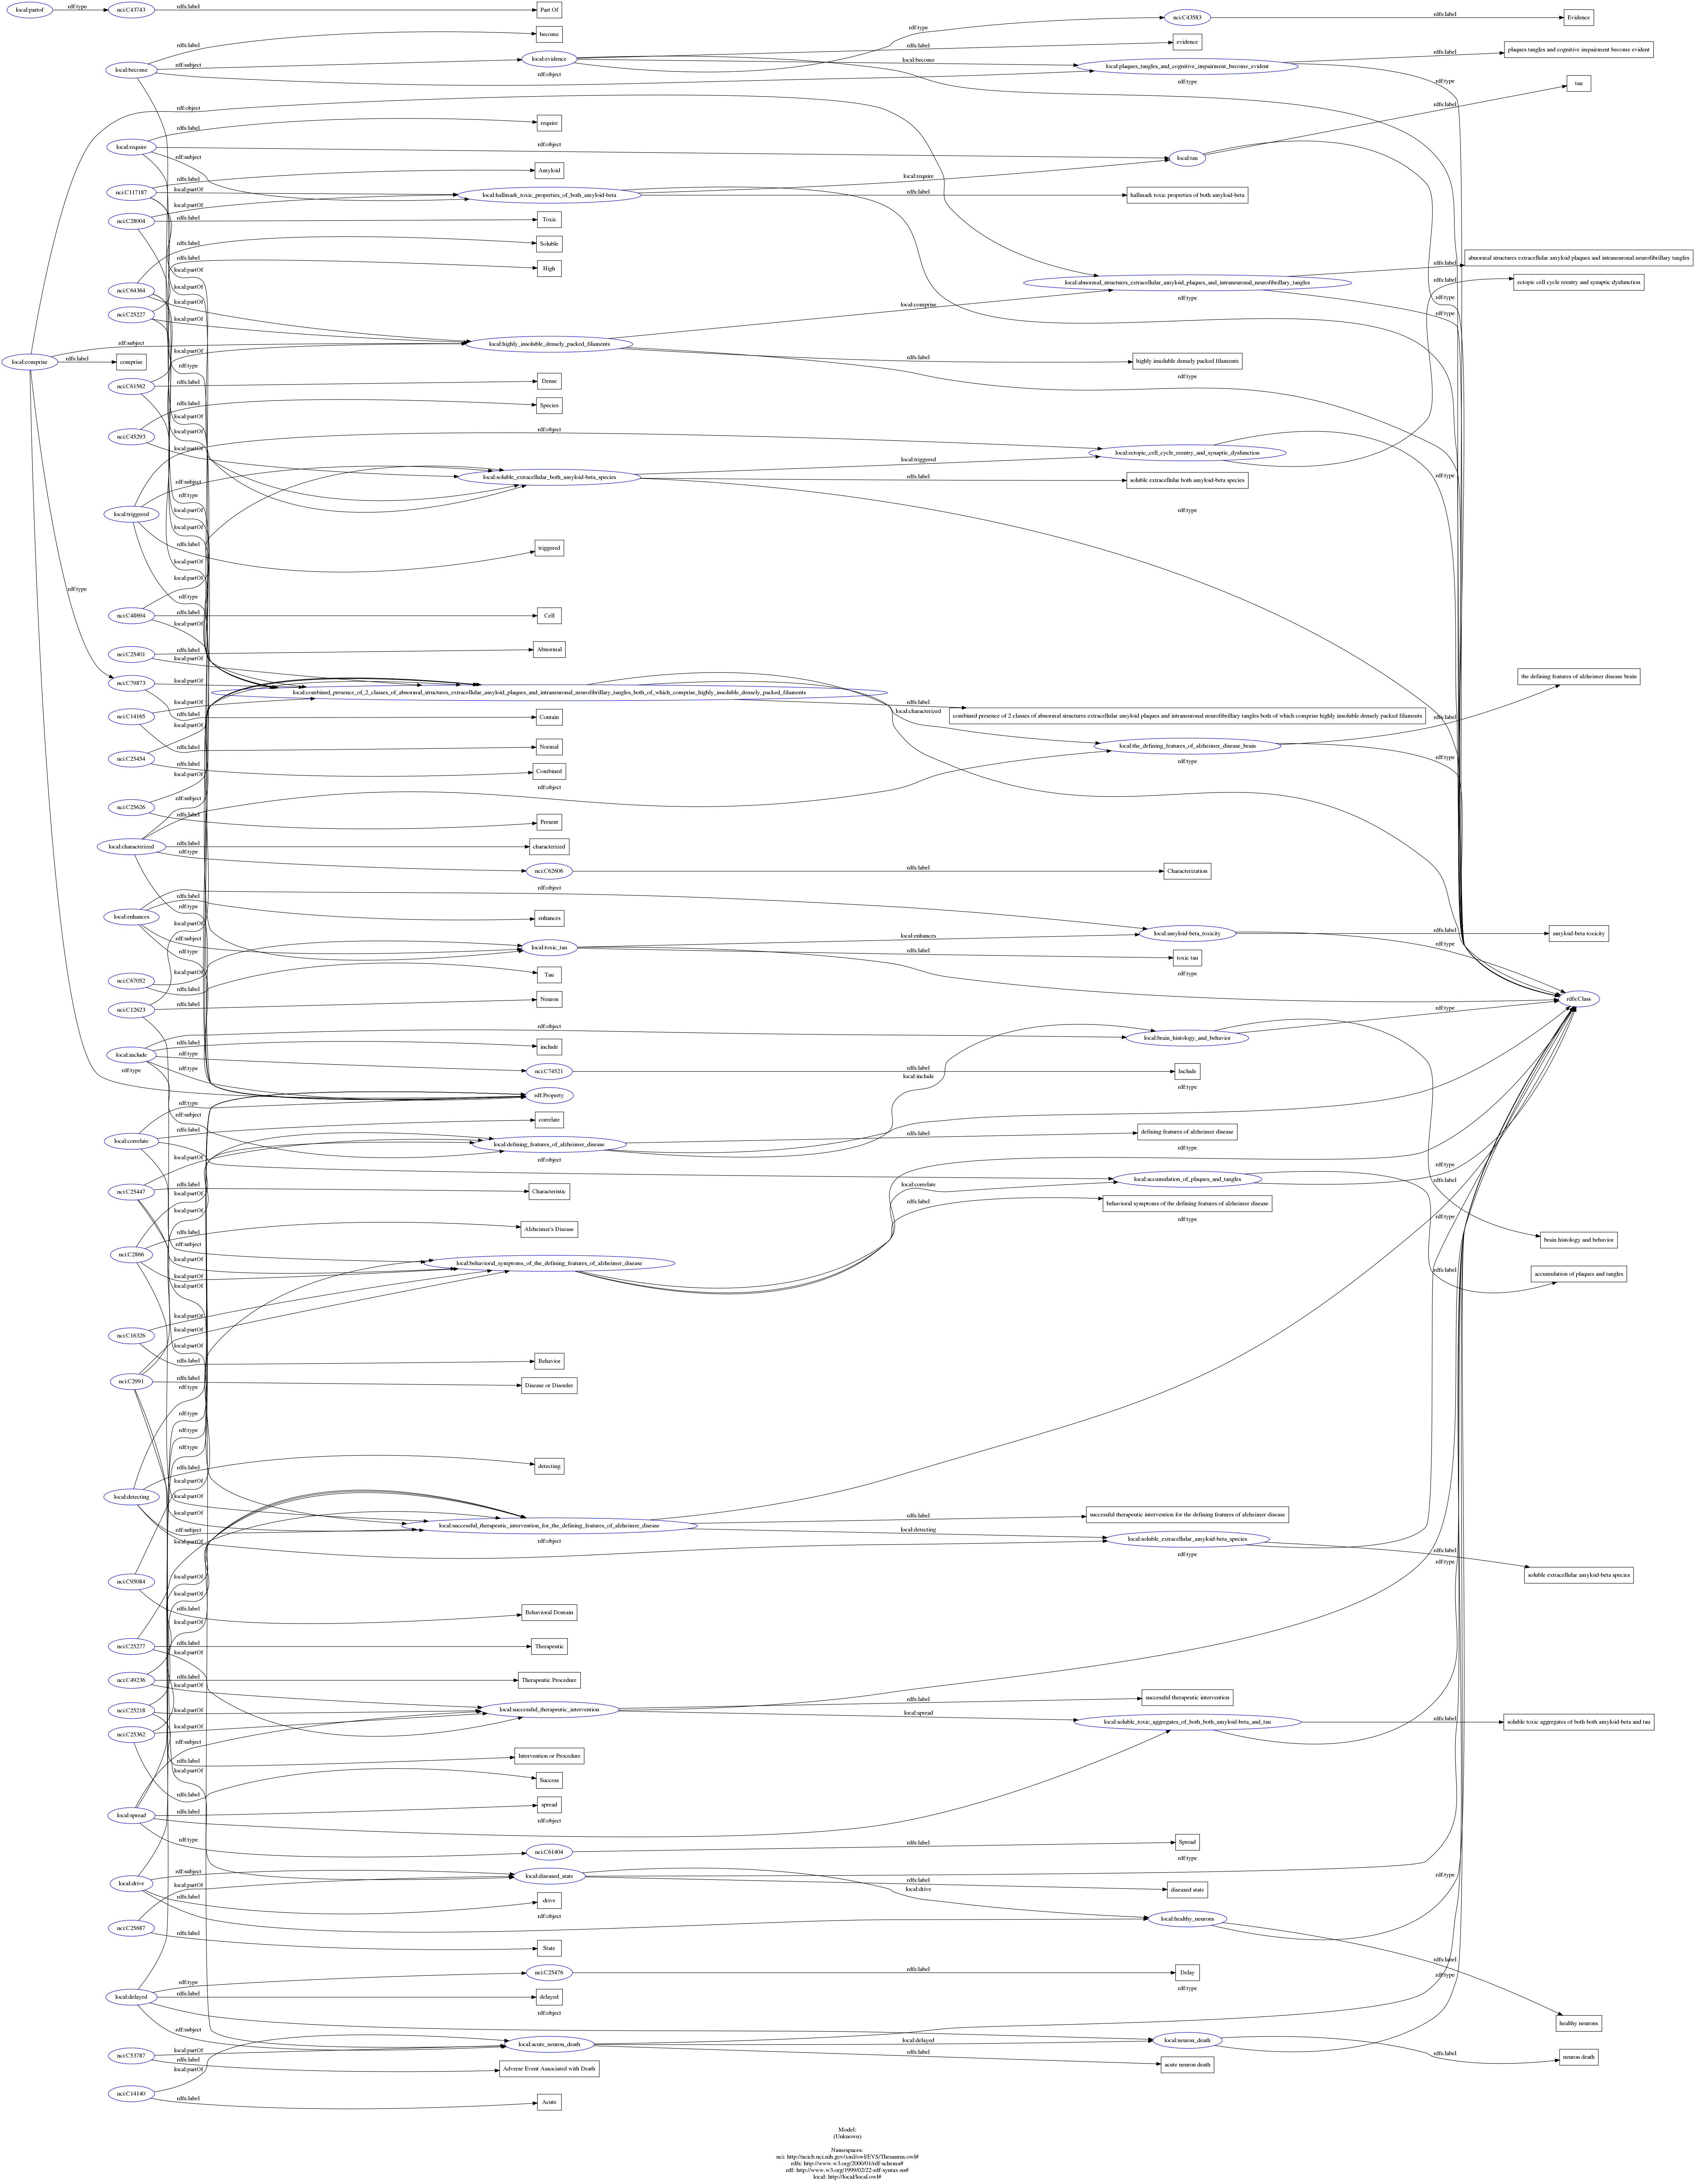 local:partof
rdf:type
nci:C43743
rdfs:label
Part Of
nci:C43583
rdfs:label
Evidence
rdf:type
become
rdfs:label
evidence
rdfs:label
local:become
rdf:subject
local:evidence
local:become
local:plaques_tangles_and_cognitive_impairment_become_evident
rdfs:label
plaques tangles and cognitive impairment become evident
rdf:object
rdf:type
rdf:type
tau
rdfs:label
rdf:object
rdfs:label
require
local:require
rdf:object
local:tau
rdf:subject
nci:C117187
rdfs:label
Amyloid
local:partOf
local:hallmark_toxic_properties_of_both_amyloid-beta
local:require
rdfs:label
hallmark toxic properties of both amyloid-beta
nci:C28004
local:partOf
rdfs:label
Toxic
rdfs:label
Soluble
rdfs:label
High
local:partOf
abnormal structures extracellular amyloid plaques and intraneuronal neurofibrillary tangles
rdfs:label
nci:C64364
local:partOf
local:partOf
local:abnormal_structures_extracellular_amyloid_plaques_and_intraneuronal_neurofibrillary_tangles
rdfs:label
ectopic cell cycle reentry and synaptic dysfunction
rdf:type
rdf:type
nci:C25227
local:partOf
local:comprise
rdf:type
local:comprise
rdf:subject
local:highly_insoluble_densely_packed_filaments
rdfs:label
comprise
local:partOf
rdfs:label
highly insoluble densely packed filaments
rdf:type
rdf:type
nci:C61562
rdfs:label
Dense
nci:C45293
rdfs:label
Species
local:partOf
rdf:object
local:partOf
local:ectopic_cell_cycle_reentry_and_synaptic_dysfunction
local:triggered
local:soluble_extracellular_both_amyloid-beta_species
rdfs:label
soluble extracellular both amyloid-beta species
rdf:type
rdf:subject
rdf:type
local:partOf
rdf:type
local:triggered
local:partOf
rdfs:label
triggered
local:partOf
local:partOf
rdf:type
rdf:type
nci:C48694
rdfs:label
Cell
local:partOf
nci:C25401
rdfs:label
Abnormal
local:partOf
nci:C79873
local:partOf
rdfs:label
local:combined_presence_of_2_classes_of_abnormal_structures_extracellular_amyloid_plaques_and_intraneuronal_neurofibrillary_tangles_both_of_which_comprise_highly_insoluble_densely_packed_filaments
rdfs:label
the defining features of alzheimer disease brain
nci:C14165
local:partOf
Contain
local:characterized
combined presence of 2 classes of abnormal structures extracellular amyloid plaques and intraneuronal neurofibrillary tangles both of which comprise highly insoluble densely packed filaments
rdfs:label
local:partOf
rdfs:label
Normal
local:the_defining_features_of_alzheimer_disease_brain
nci:C25454
rdfs:label
Combined
rdf:type
rdf:type
local:partOf
rdf:object
nci:C25626
rdf:subject
rdfs:label
Present
local:characterized
rdfs:label
characterized
rdf:type
nci:C62606
rdfs:label
Characterization
rdf:object
rdfs:label
rdf:type
local:enhances
local:partOf
enhances
rdf:subject
local:toxic_tau
local:enhances
local:amyloid-beta_toxicity
rdfs:label
amyloid-beta toxicity
rdf:type
rdfs:label
toxic tau
rdf:type
rdf:type
nci:C67052
local:partOf
rdfs:label
Tau
nci:C12623
rdfs:label
Neuron
rdfs:Class
rdf:object
local:brain_histology_and_behavior
rdf:type
local:include
rdfs:label
include
rdf:type
nci:C74521
rdfs:label
Include
local:include
rdf:type
rdf:type
rdf:type
rdf:Property
rdf:type
rdf:subject
correlate
local:correlate
rdfs:label
local:defining_features_of_alzheimer_disease
rdfs:label
defining features of alzheimer disease
rdf:type
local:partOf
rdf:object
rdf:type
rdfs:label
nci:C25447
rdfs:label
Characteristic
local:partOf
local:correlate
local:accumulation_of_plaques_and_tangles
rdfs:label
behavioral symptoms of the defining features of alzheimer disease
rdf:type
rdf:type
local:partOf
nci:C2866
rdfs:label
Alzheimer's Disease
rdf:subject
brain histology and behavior
local:partOf
local:behavioral_symptoms_of_the_defining_features_of_alzheimer_disease
rdfs:label
accumulation of plaques and tangles
local:partOf
local:partOf
local:partOf
local:partOf
nci:C16326
local:partOf
rdfs:label
Behavior
nci:C2991
rdfs:label
Disease or Disorder
rdf:type
rdf:type
rdf:type
rdf:type
rdfs:label
detecting
local:partOf
local:detecting
local:partOf
local:partOf
local:successful_therapeutic_intervention_for_the_defining_features_of_alzheimer_disease
rdfs:label
successful therapeutic intervention for the defining features of alzheimer disease
rdf:subject
local:detecting
local:soluble_extracellular_amyloid-beta_species
local:partOf
rdf:object
rdf:type
rdfs:label
rdf:type
soluble extracellular amyloid-beta species
local:partOf
nci:C95084
local:partOf
rdfs:label
Behavioral Domain
local:partOf
nci:C25277
rdfs:label
Therapeutic
local:partOf
nci:C49236
rdfs:label
Therapeutic Procedure
local:partOf
nci:C25218
local:partOf
local:successful_therapeutic_intervention
rdfs:label
successful therapeutic intervention
local:spread
local:soluble_toxic_aggregates_of_both_both_amyloid-beta_and_tau
rdfs:label
soluble toxic aggregates of both both amyloid-beta and tau
nci:C25362
local:partOf
rdf:subject
rdfs:label
Intervention or Procedure
local:partOf
Success
rdfs:label
local:spread
rdfs:label
spread
rdf:object
rdf:type
nci:C61404
rdfs:label
Spread
rdf:type
rdf:subject
local:diseased_state
rdf:type
local:drive
local:partOf
rdfs:label
diseased state
rdfs:label
drive
local:drive
rdf:object
local:healthy_neurons
nci:C25687
rdfs:label
State
rdfs:label
rdf:type
nci:C25476
rdfs:label
Delay
rdf:type
rdf:type
local:delayed
rdfs:label
delayed
rdf:object
healthy neurons
rdf:subject
local:acute_neuron_death
local:delayed
local:neuron_death
local:partOf
rdfs:label
acute neuron death
rdfs:label
neuron death
nci:C53787
rdfs:label
Adverse Event Associated with Death
local:partOf
nci:C14140
rdfs:label
Acute
Model:
(Unknown)
Namespaces:
nci: http://ncicb.nci.nih.gov/xml/owl/EVS/Thesaurus.owl#
rdfs: http://www.w3.org/2000/01/rdf-schema#
rdf: http://www.w3.org/1999/02/22-rdf-syntax-ns#
local: http://local/local.owl#